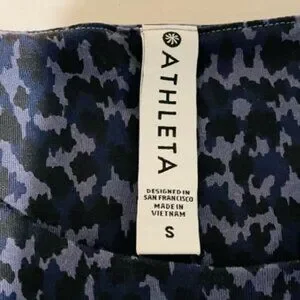 ATHLETA
DESIGNED IN
SAN FRANCISCO
MADE IN
VIETNAM
S